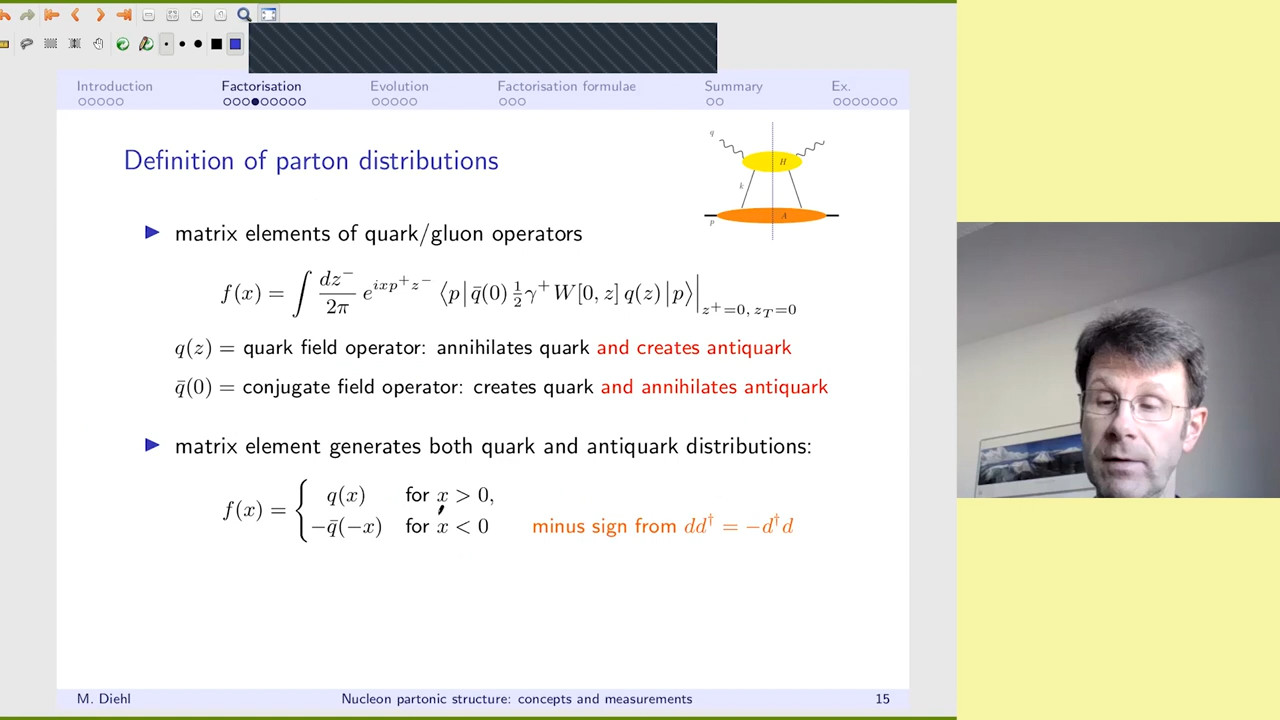 Introduction Factorisation Evolution Factorisation formulae Summary Ex.
Definition of parton distributions
q
H
k
A
p
▶ matrix elements of quark/gluon operators
f(x) = ∫ dz⁻/2π e^{ixp⁺z⁻} ⟨p| q̄(0) ½ γ⁺ W[0, z] q(z) |p⟩|_{z⁺=0, z_T=0}
q(z) = quark field operator: annihilates quark and creates antiquark
q̄(0) = conjugate field operator: creates quark and annihilates antiquark
▶ matrix element generates both quark and antiquark distributions:
f(x) = { q(x) for x > 0,
−q̄(−x) for x < 0 minus sign from dd† = −d†d
M. Diehl Nucleon partonic structure: concepts and measurements 15